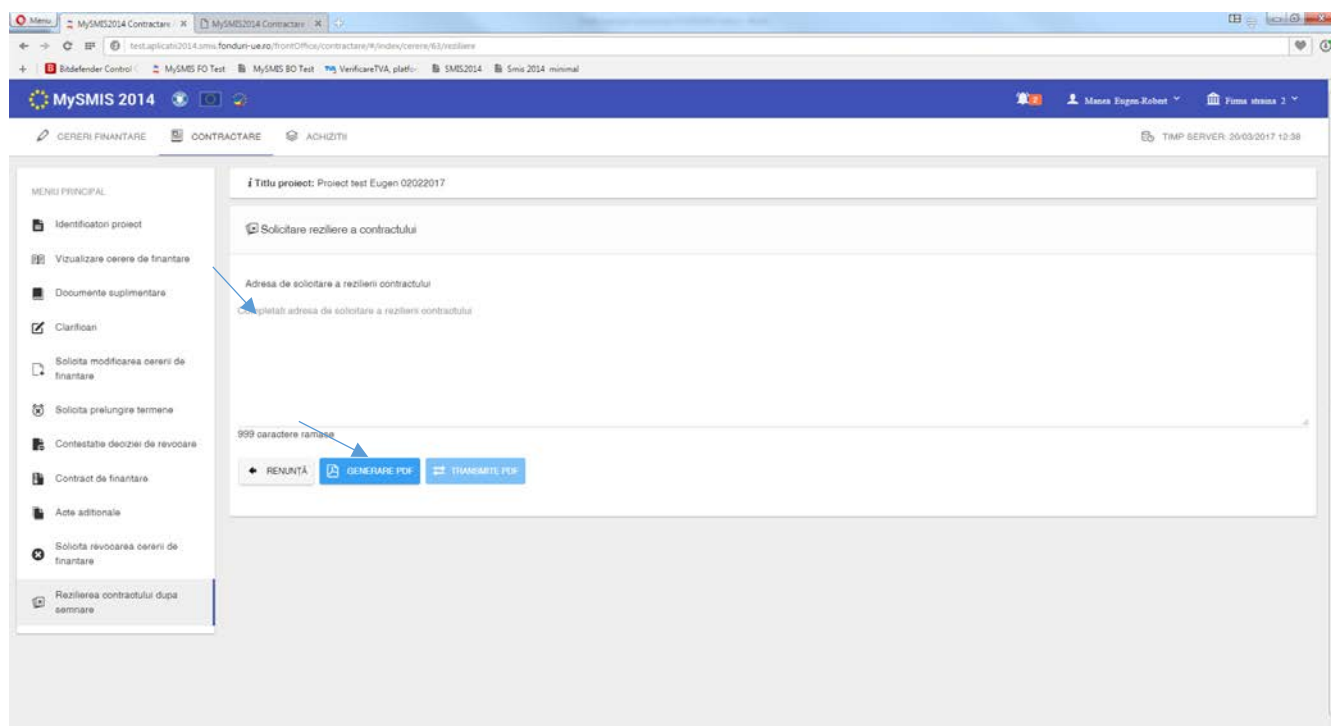 Menu
MySMIS2014 Contractare
MySMIS2014 Contractare
test.aplicatii2014.smis.fonduri-ue.ro/frontOffice/contractare/#/index/cerere/63/reziliere
Bitdefender Control C
MySMIS FO Test
MySMIS BO Test
VerificareTVA, platfo
SMIS2014
Smis 2014 minimal
MySMIS 2014
2
Manea Eugen-Robert
Firma straina 2
CERERI FINANTARE
CONTRACTARE
ACHIZITII
TIMP SERVER: 20/03/2017 12:38
MENIU PRINCIPAL
Identificatori proiect
Vizualizare cerere de finantare
Documente suplimentare
Clarificari
Solicita modificarea cererii de
finantare
Solicita prelungire termene
Contestatie deciziei de revocare
Contract de finantare
Acte aditionale
Solicita revocarea cererii de
finantare
Rezilierea contractului dupa
semnare
i Titlu proiect: Proiect test Eugen 02022017
Solicitare reziliere a contractului
Adresa de solicitare a rezilierii contractului
Completati adresa de solicitare a rezilierii contractului
999 caractere ramase
RENUNȚĂ
GENERARE PDF
TRANSMITE PDF